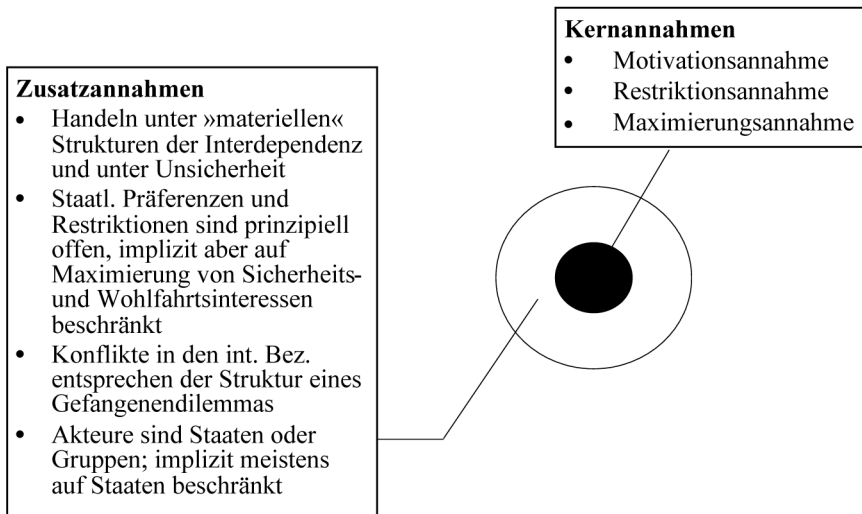 Kernannahmen
• Motivationsannahme
• Restriktionsannahme
• Maximierungsannahme
Zusatzannahmen
• Handeln unter »materiellen«
Strukturen der Interdependenz
und unter Unsicherheit
• Staatl. Präferenzen und
Restriktionen sind prinzipiell
offen, implizit aber auf
Maximierung von Sicherheits-
und Wohlfahrtsinteressen
beschränkt
• Konflikte in den int. Bez.
entsprechen der Struktur eines
Gefangenendilemmas
• Akteure sind Staaten oder
Gruppen; implizit meistens
auf Staaten beschränkt